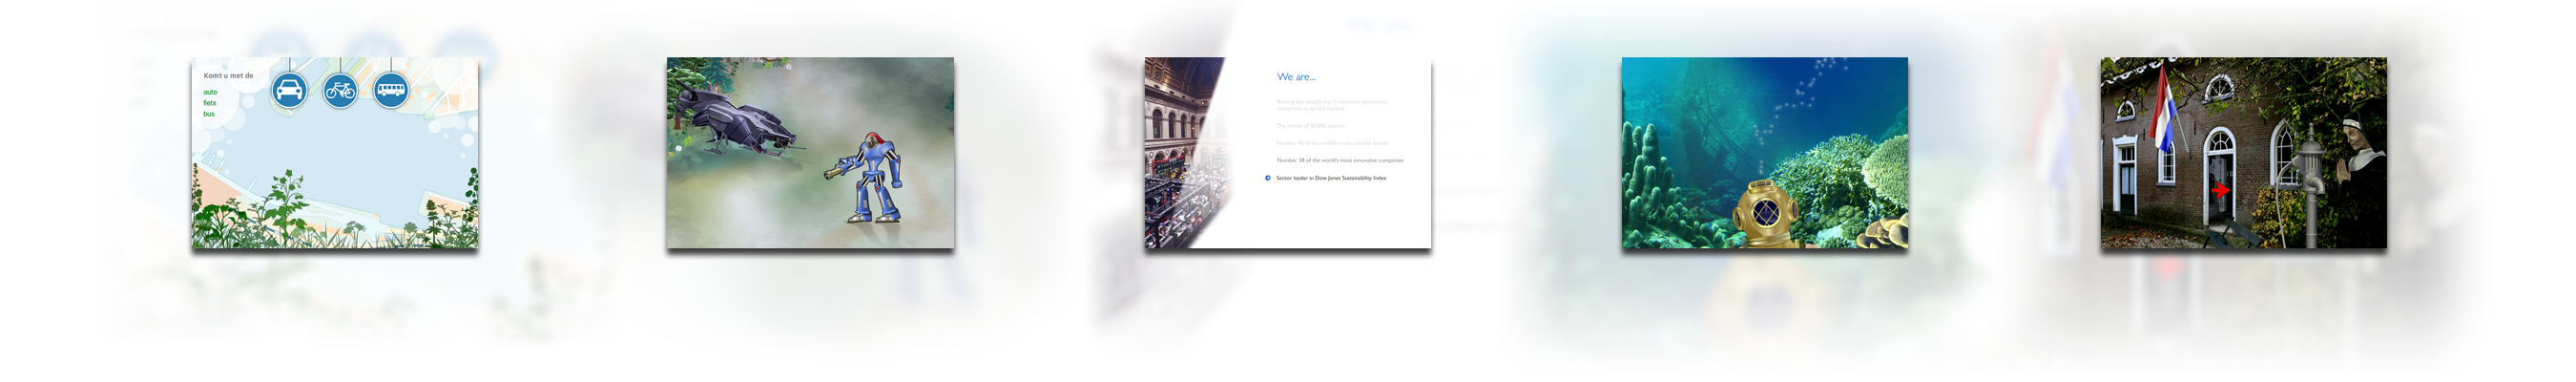 Komt u met de
auto
fiets
bus
We are...
Among the world's top 5 consumer electronics
companies in served markets
The owner of 60,000 patents
Number 42 of the world's most valuable brands
Number 38 of the world's most innovative companies
Sector leader in Dow Jones Sustainability Index